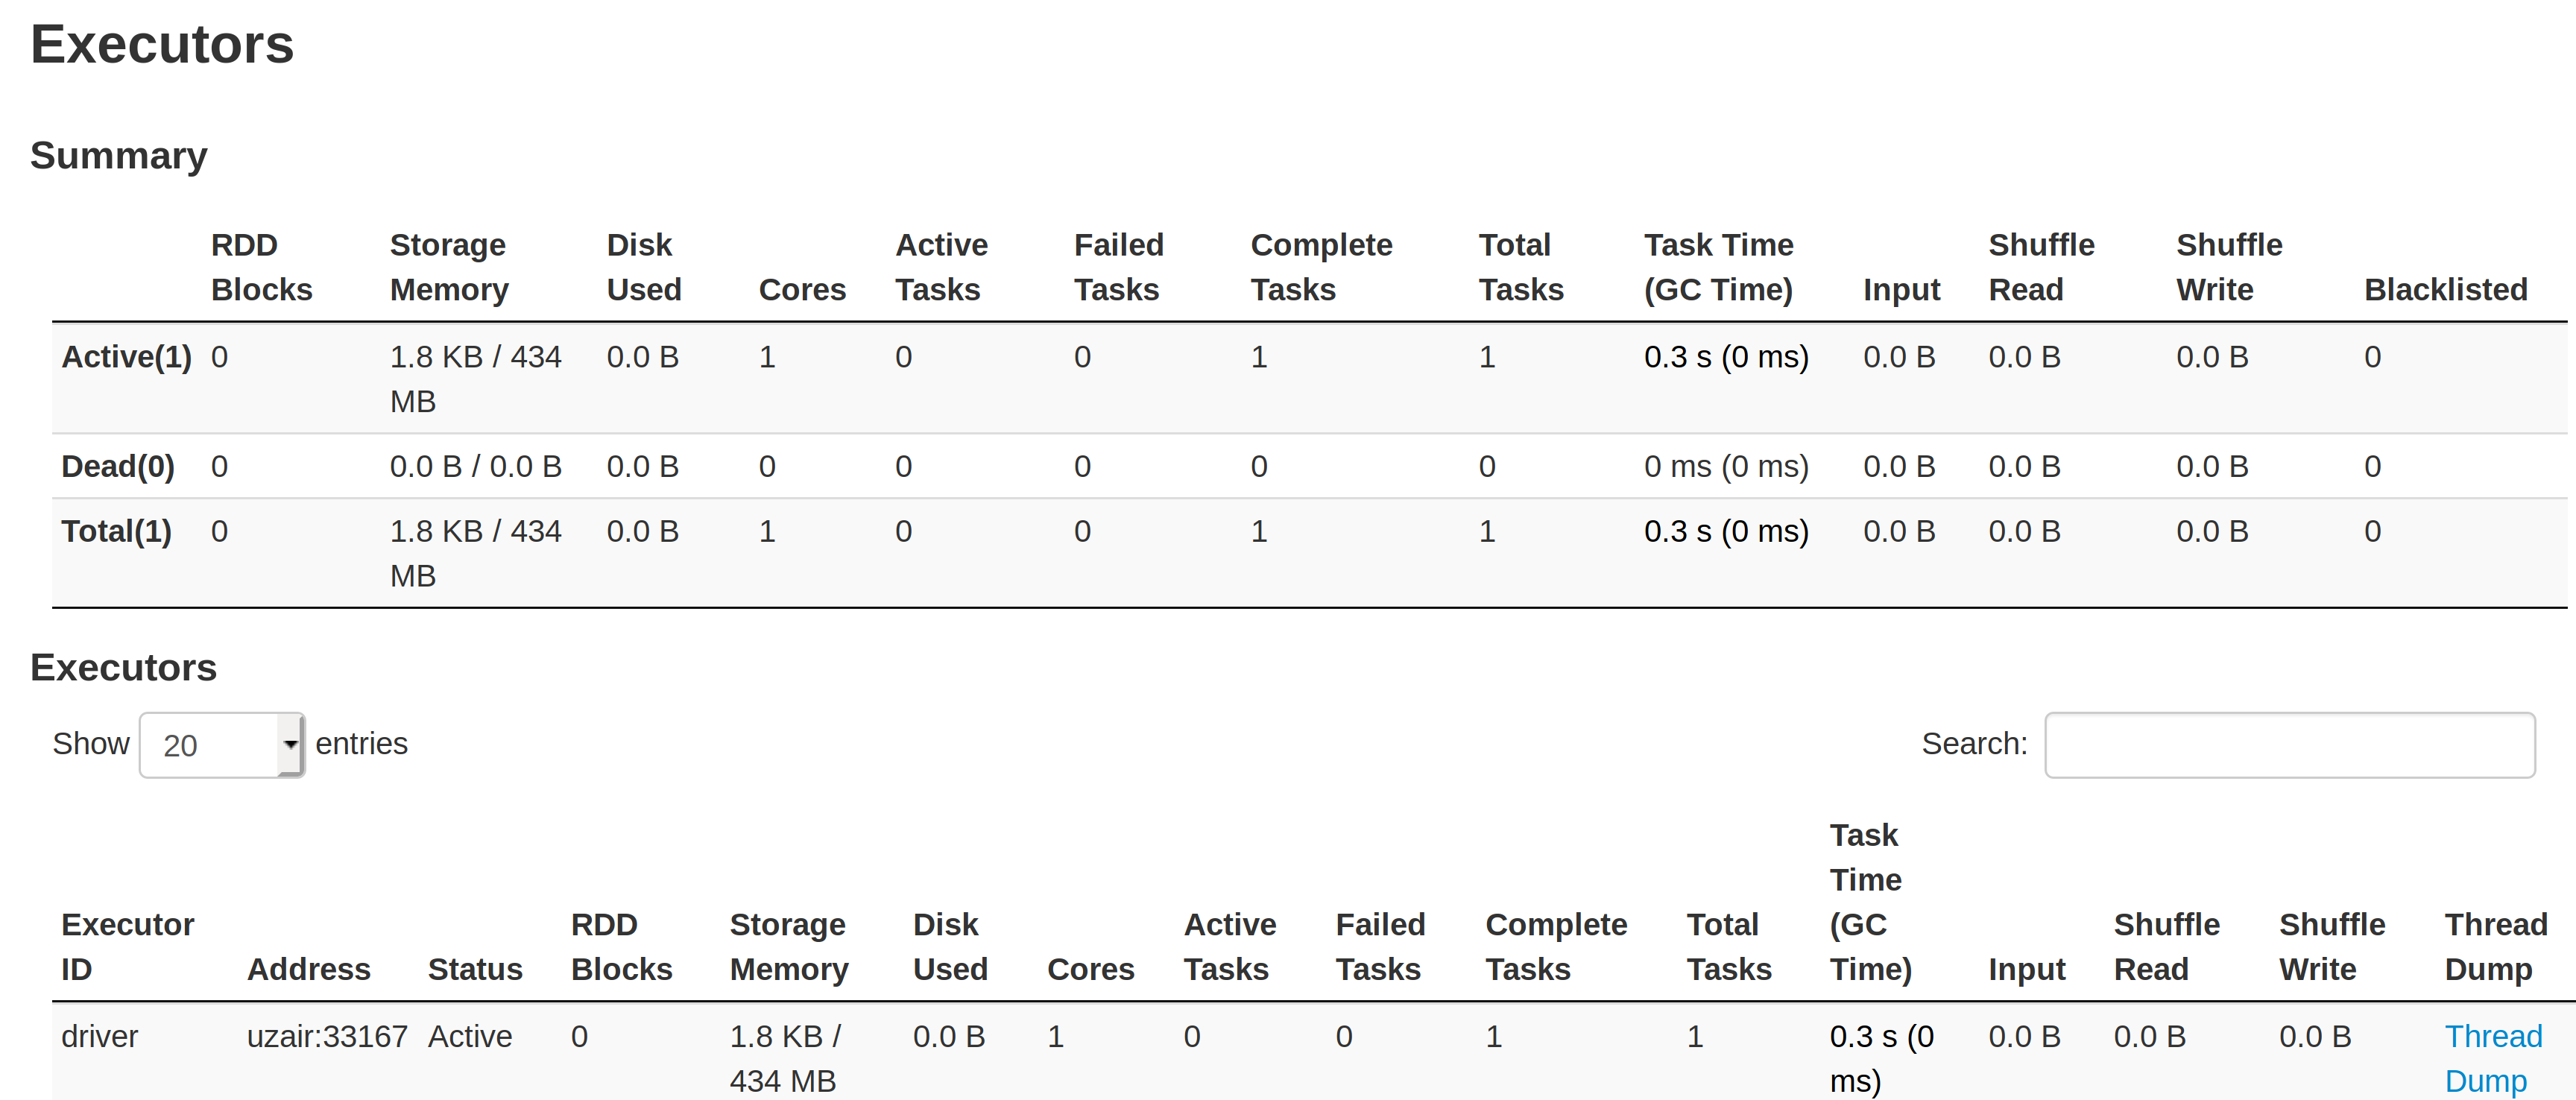 Executors
Summary
RDD Blocks Storage Memory Disk Used Cores Active Tasks Failed Tasks Complete Tasks Total Tasks Task Time (GC Time) Input Shuffle Read Shuffle Write Blacklisted
Active(1) 0 1.8 KB / 434 MB 0.0 B 1 0 0 1 1 0.3 s (0 ms) 0.0 B 0.0 B 0.0 B 0
Dead(0) 0 0.0 B / 0.0 B 0.0 B 0 0 0 0 0 0 ms (0 ms) 0.0 B 0.0 B 0.0 B 0
Total(1) 0 1.8 KB / 434 MB 0.0 B 1 0 0 1 1 0.3 s (0 ms) 0.0 B 0.0 B 0.0 B 0
Executors
Show 20 entries Search:
Executor ID Address Status RDD Blocks Storage Memory Disk Used Cores Active Tasks Failed Tasks Complete Tasks Total Tasks Task Time (GC Time) Input Shuffle Read Shuffle Write Thread Dump
driver uzair:33167 Active 0 1.8 KB / 434 MB 0.0 B 1 0 0 1 1 0.3 s (0 ms) 0.0 B 0.0 B 0.0 B Thread Dump